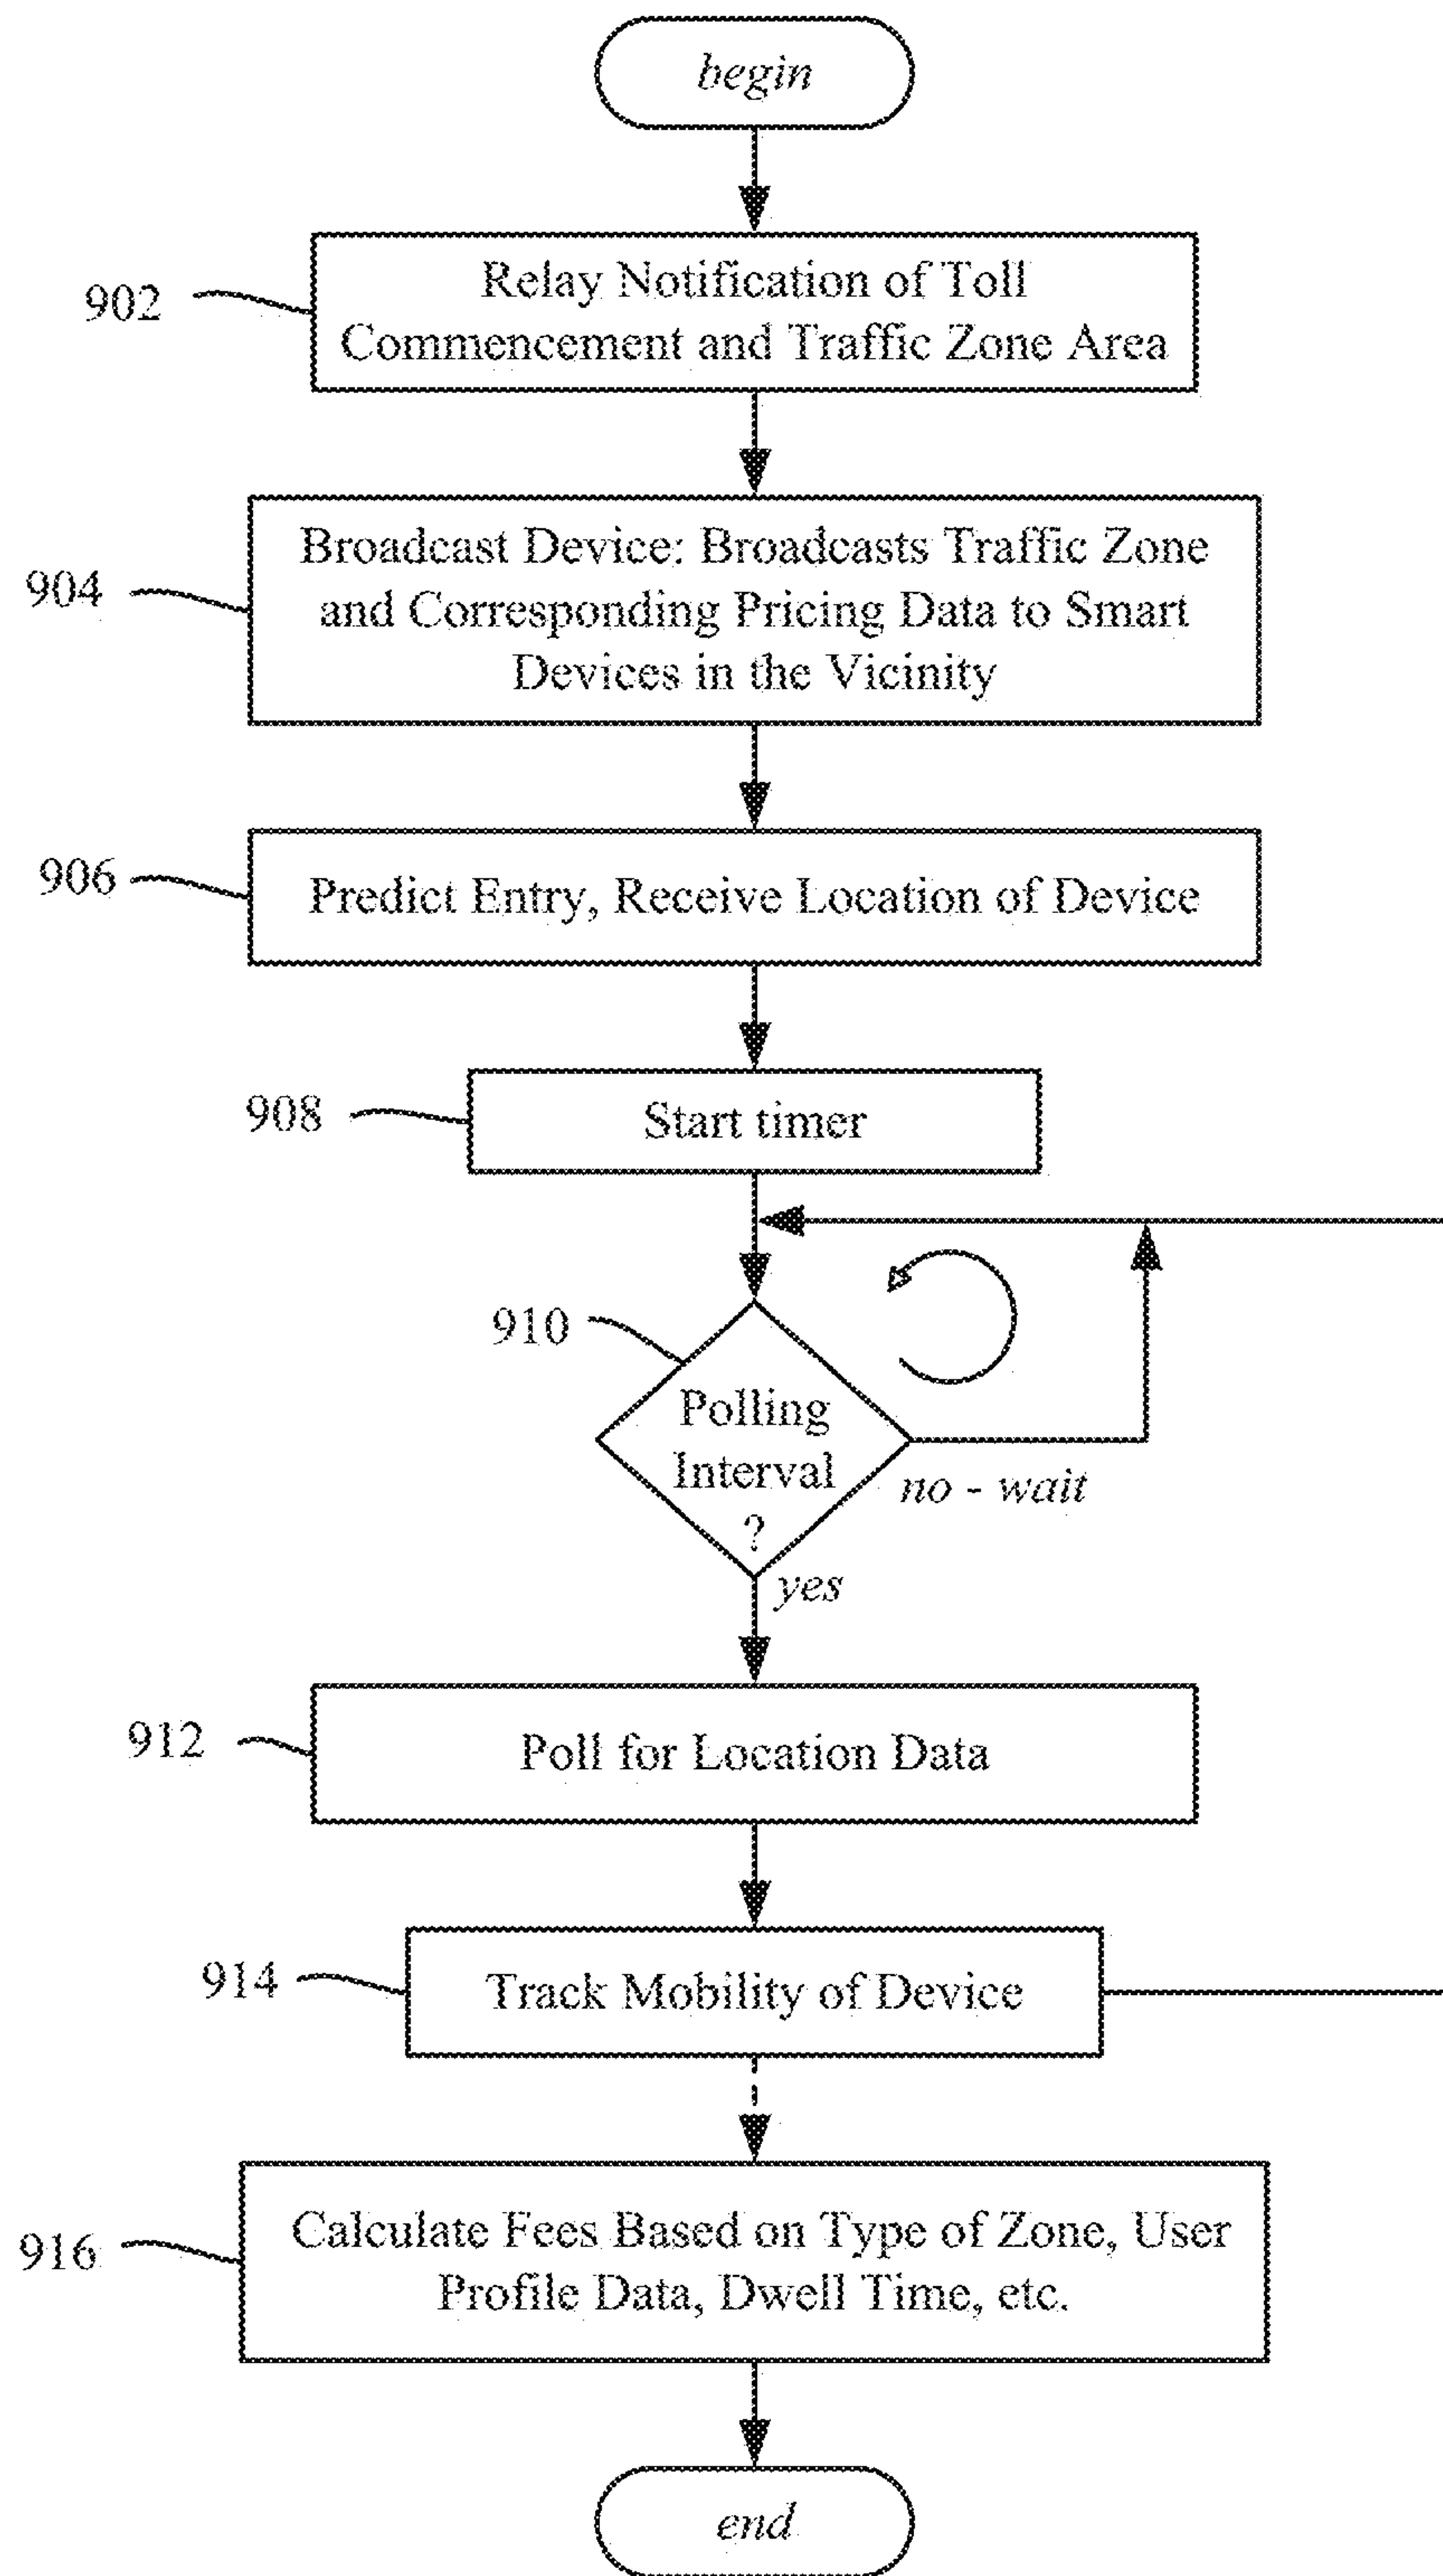 begin
902
Relay Notification of Toll
Commencement and Traffic Zone Area
904
Broadcast Device: Broadcasts Traffic Zone
and Corresponding Pricing Data to Smart
Devices in the Vicinity
906
Predict Entry, Receive Location of Device
908
Start timer
910
Polling
Interval
?
no - wait
yes
912
Poll for Location Data
914
Track Mobility of Device
916
Calculate Fees Based on Type of Zone, User
Profile Data, Dwell Time, etc.
end